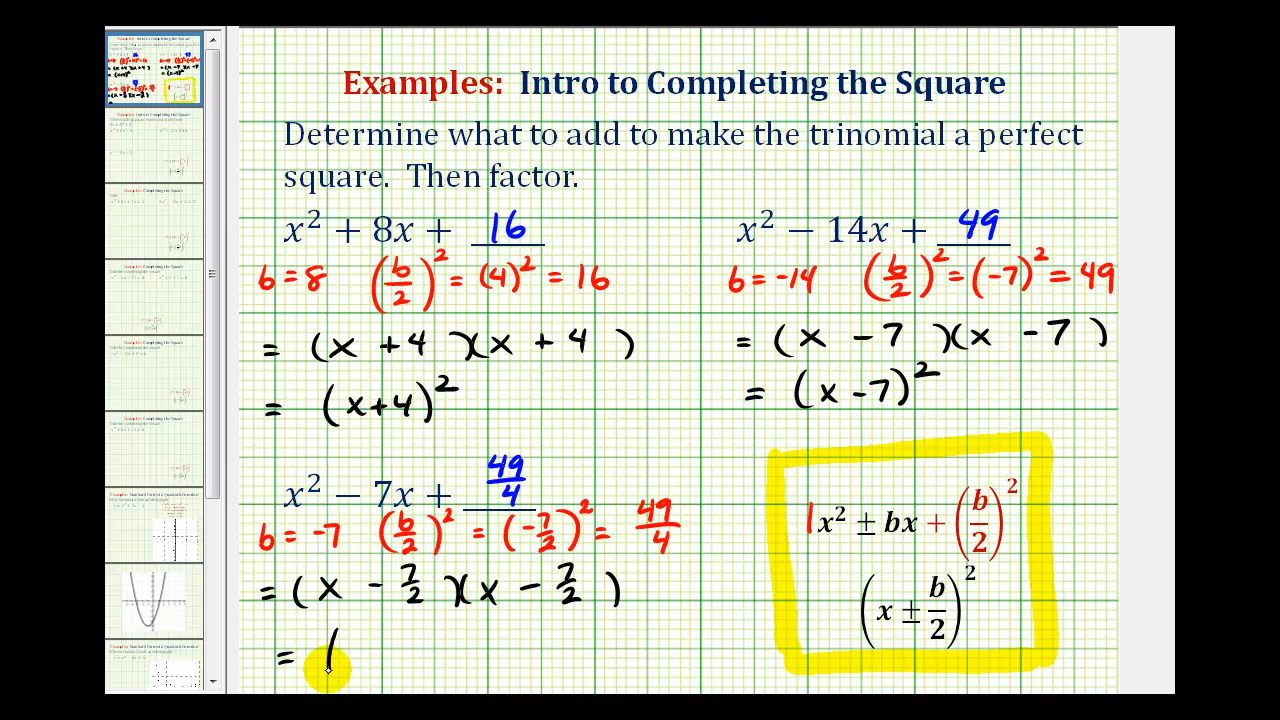 Examples: Intro to Completing the Square
Determine what to add to make the trinomial a perfect
square. Then factor.
x² + 8x + 16
b = 8 (b/2)² = (4)² = 16
= (x + 4)(x + 4)
= (x+4)²
x² − 14x + 49
b = -14 (b/2)² = (-7)² = 49
= (x − 7)(x − 7)
= (x − 7)²
x² − 7x + 49/4
b = -7 (b/2)² = (-7/2)² = 49/4
= (x − 7/2)(x − 7/2)
= (
1x² ± bx + (b/2)²
(x ± b/2)²